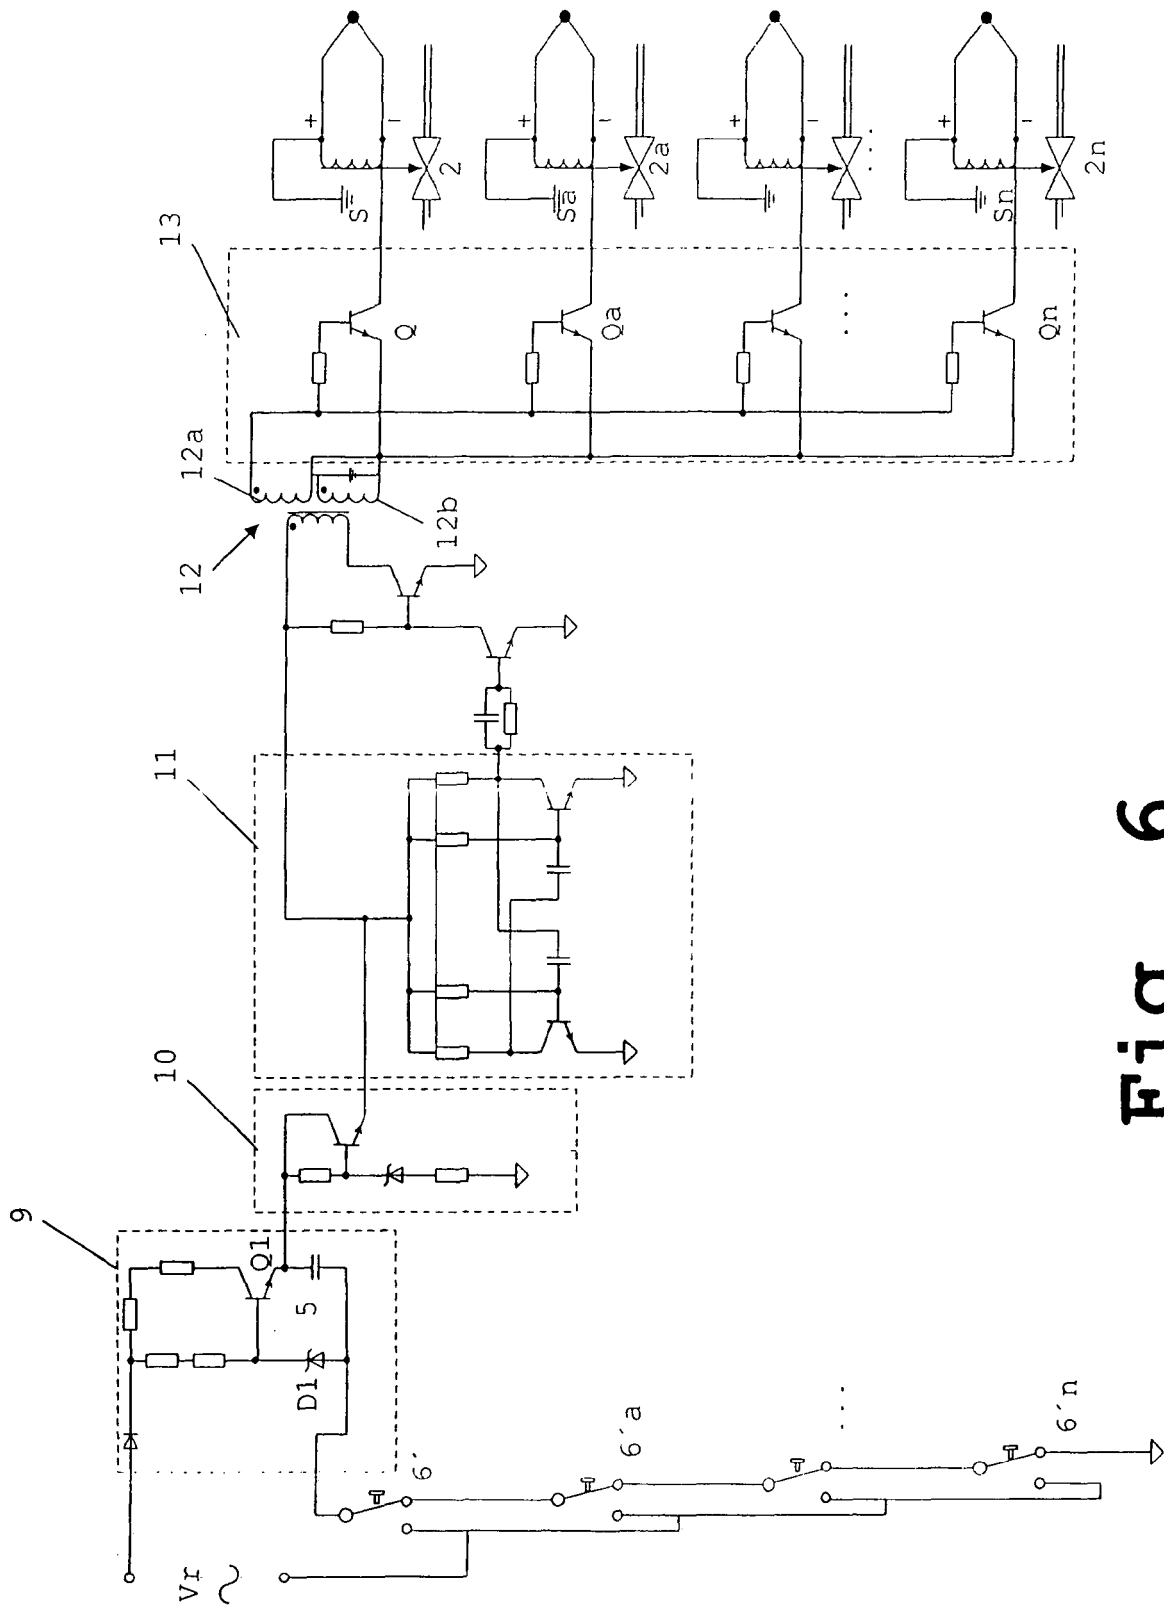 Vr
~
9
D1
5
Q1
10
11
12
12a
12b
13
Q
Qa
. . .
Qn
S
Sa
Sn
+
-
+
-
+
-
+
-
2
2a
. . . .
2n
6′
6′a
. . . .
6′n
Fig 6